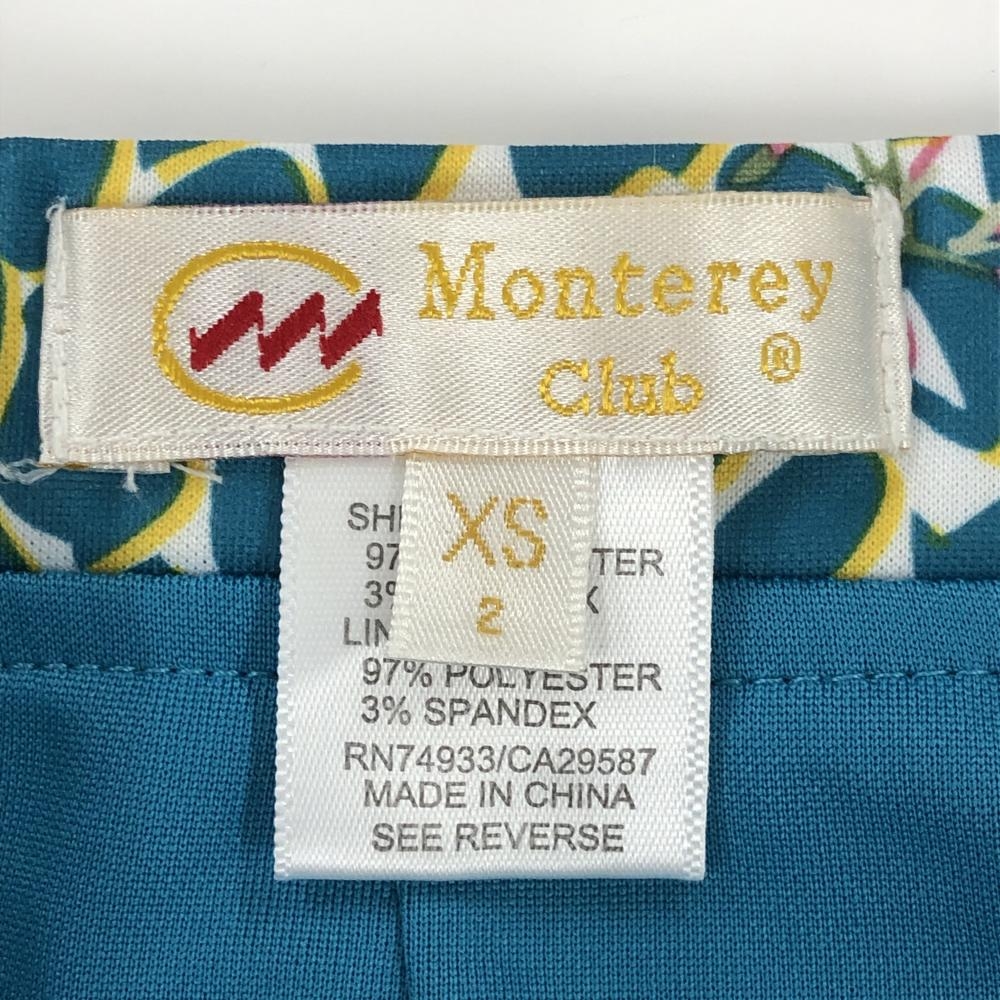 Monterey
Club ®
XS
2
97% POLYESTER
3% SPANDEX
RN74933/CA29587
MADE IN CHINA
SEE REVERSE